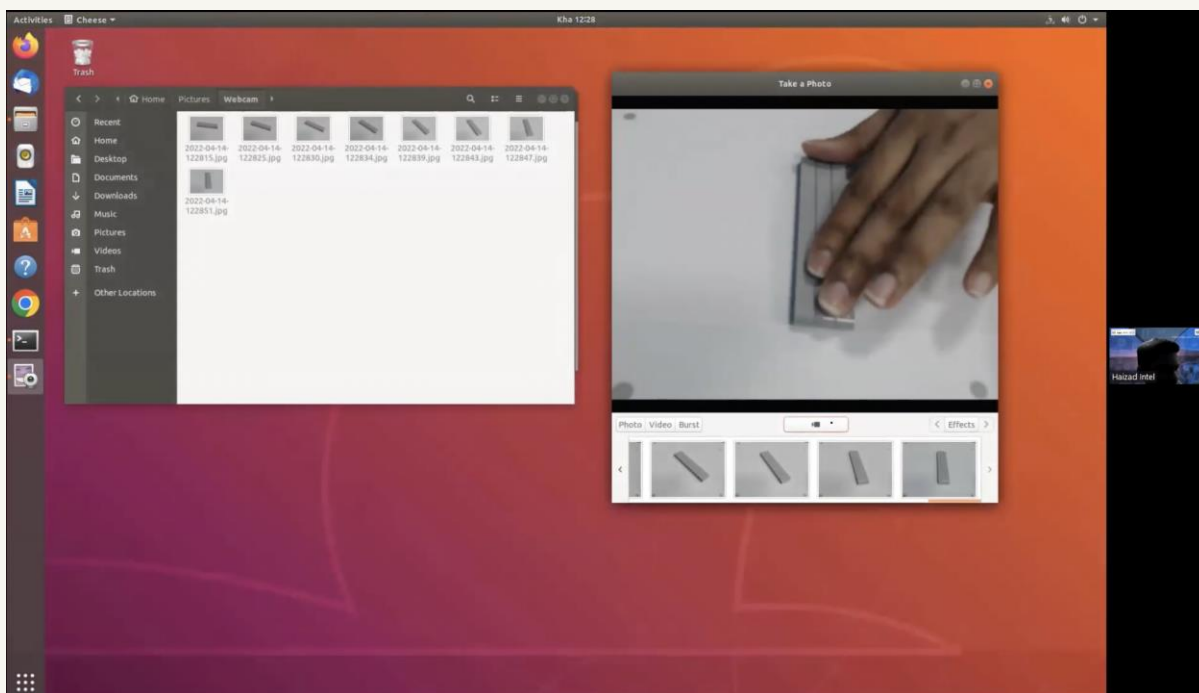 Activities Cheese Kha 12:28
Trash
Home Pictures Webcam
Recent
Home
Desktop
Documents
Downloads
Music
Pictures
Videos
Trash
Other Locations
2022-04-14-122815.jpg
2022-04-14-122825.jpg
2022-04-14-122830.jpg
2022-04-14-122834.jpg
2022-04-14-122839.jpg
2022-04-14-122843.jpg
2022-04-14-122847.jpg
2022-04-14-122851.jpg
Take a Photo
Photo Video Burst Effects
Haizad Intel